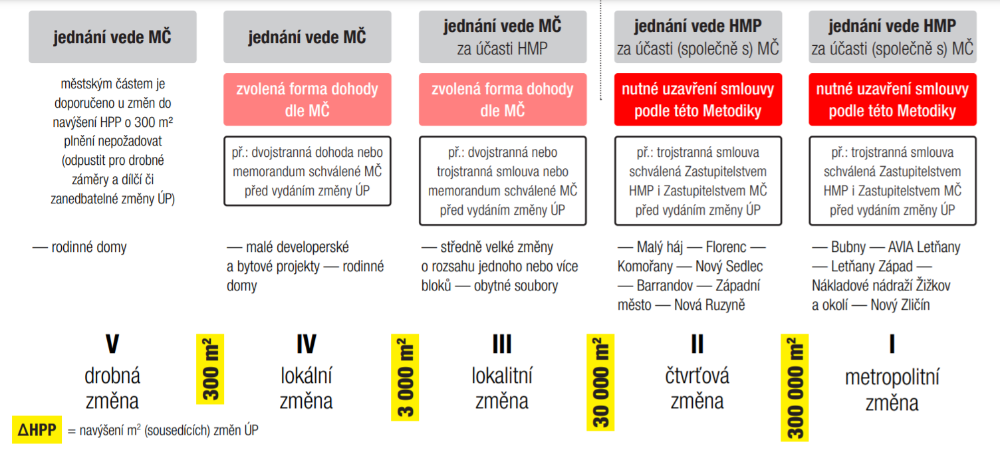 jednání vede MČ
městským částem je
doporučeno u změn do
navýšení HPP o 300 m²
plnění nepožadovat
(odpustit pro drobné
záměry a dílčí či
zanedbatelné změny ÚP)
— rodinné domy
V
drobná
změna
300 m²
jednání vede MČ
zvolená forma dohody
dle MČ
př.: dvojstranná dohoda nebo
memorandum schválené MČ
před vydáním změny ÚP
— malé developerské
a bytové projekty — rodinné
domy
IV
lokální
změna
3 000 m²
jednání vede MČ
za účasti HMP
zvolená forma dohody
dle MČ
př.: dvojstranná nebo
trojstranná smlouva nebo
memorandum schválené MČ
před vydáním změny ÚP
— středně velké změny
o rozsahu jednoho nebo více
bloků — obytné soubory
III
lokalitní
změna
30 000 m²
jednání vede HMP
za účasti (společně s) MČ
nutné uzavření smlouvy
podle této Metodiky
př.: trojstranná smlouva
schválená Zastupitelstvem
HMP i Zastupitelstvem MČ
před vydáním změny ÚP
— Malý háj — Florenc —
Komořany — Nový Sedlec
— Barrandov — Západní
město — Nová Ruzyně
II
čtvrťová
změna
300 000 m²
jednání vede HMP
za účasti (společně s) MČ
nutné uzavření smlouvy
podle této Metodiky
př.: trojstranná smlouva
schválená Zastupitelstvem
HMP i Zastupitelstvem MČ
před vydáním změny ÚP
— Bubny — AVIA Letňany
— Letňany Západ —
Nákladové nádraží Žižkov
a okolí — Nový Zličín
I
metropolitní
změna
ΔHPP = navýšení m² (sousedících) změn ÚP